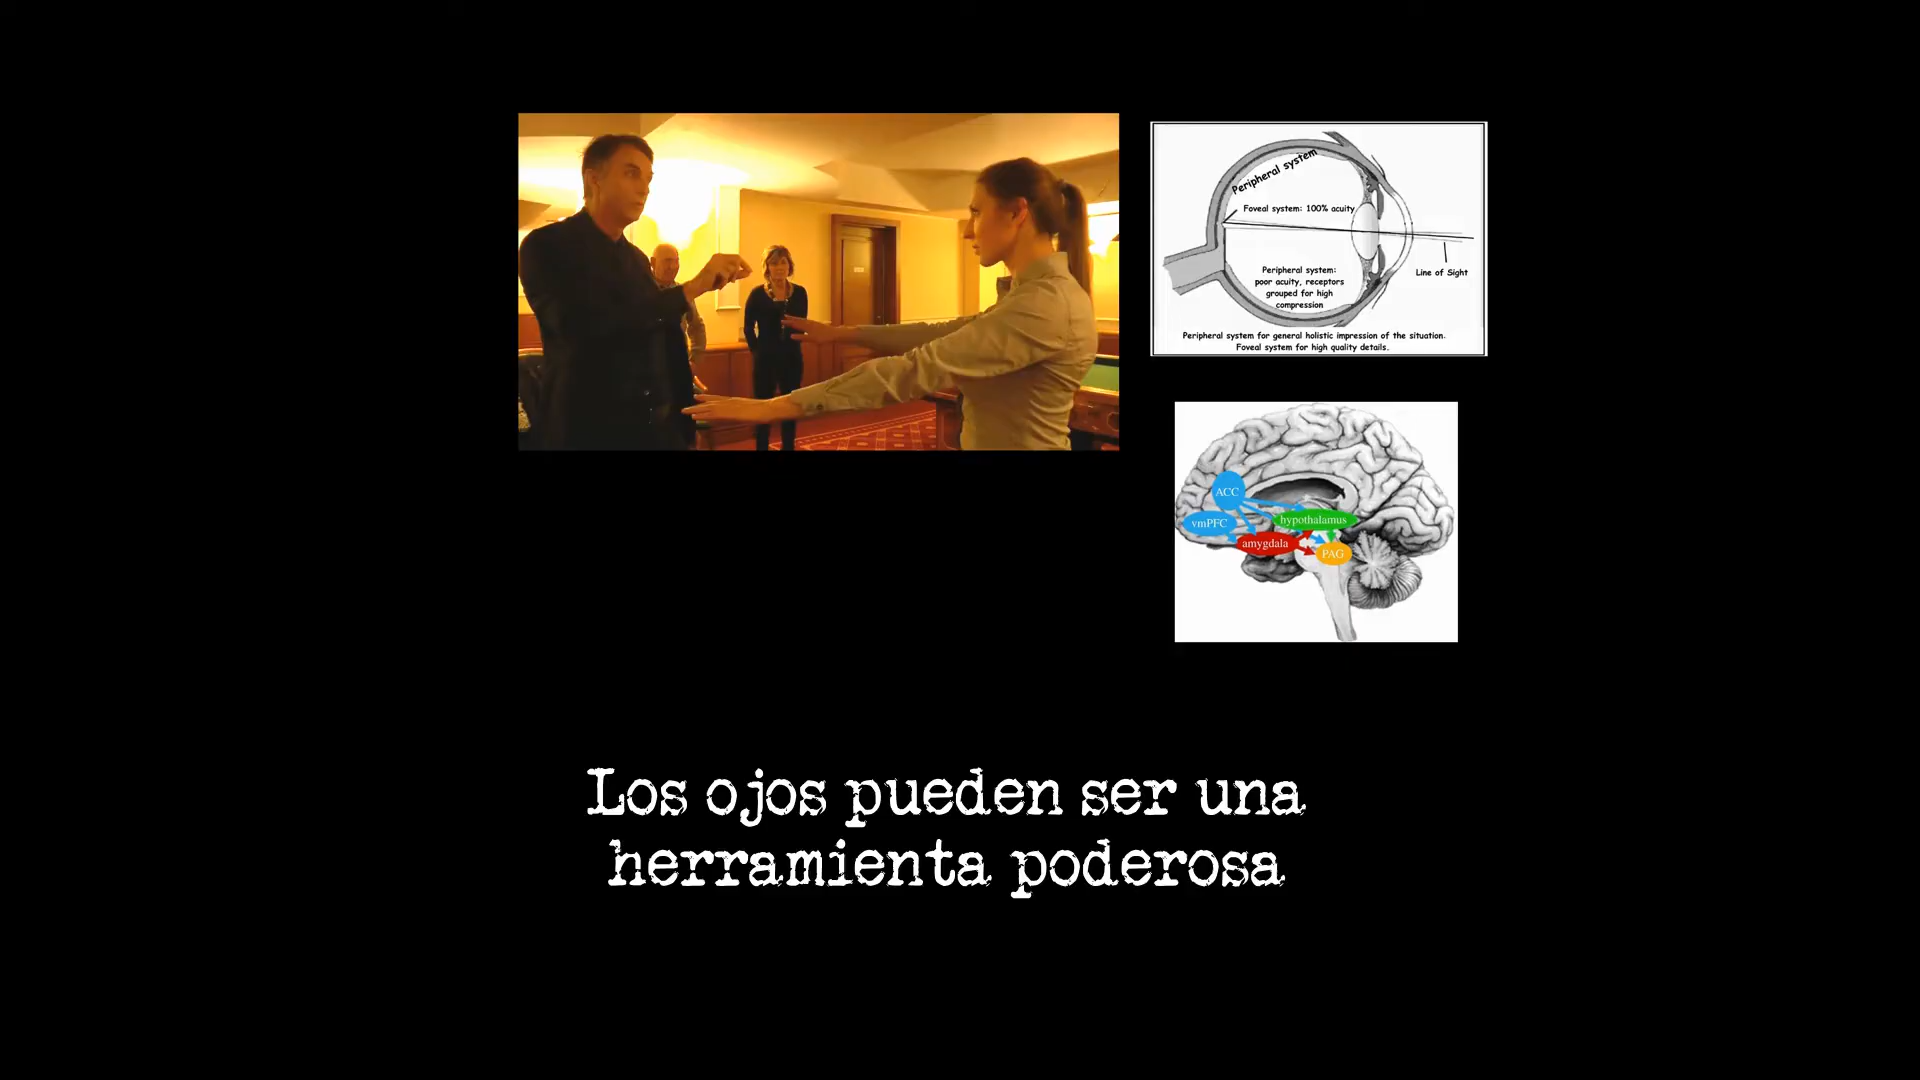 Peripheral system
Foveal system: 100% acuity
Peripheral system:
poor acuity, receptors
grouped for high
compression
Line of Sight
Peripheral system for general holistic impression of the situation.
Foveal system for high quality details.
ACC
vmPFC
hypothalamus
amygdala
PAG
Los ojos pueden ser una
herramienta poderosa